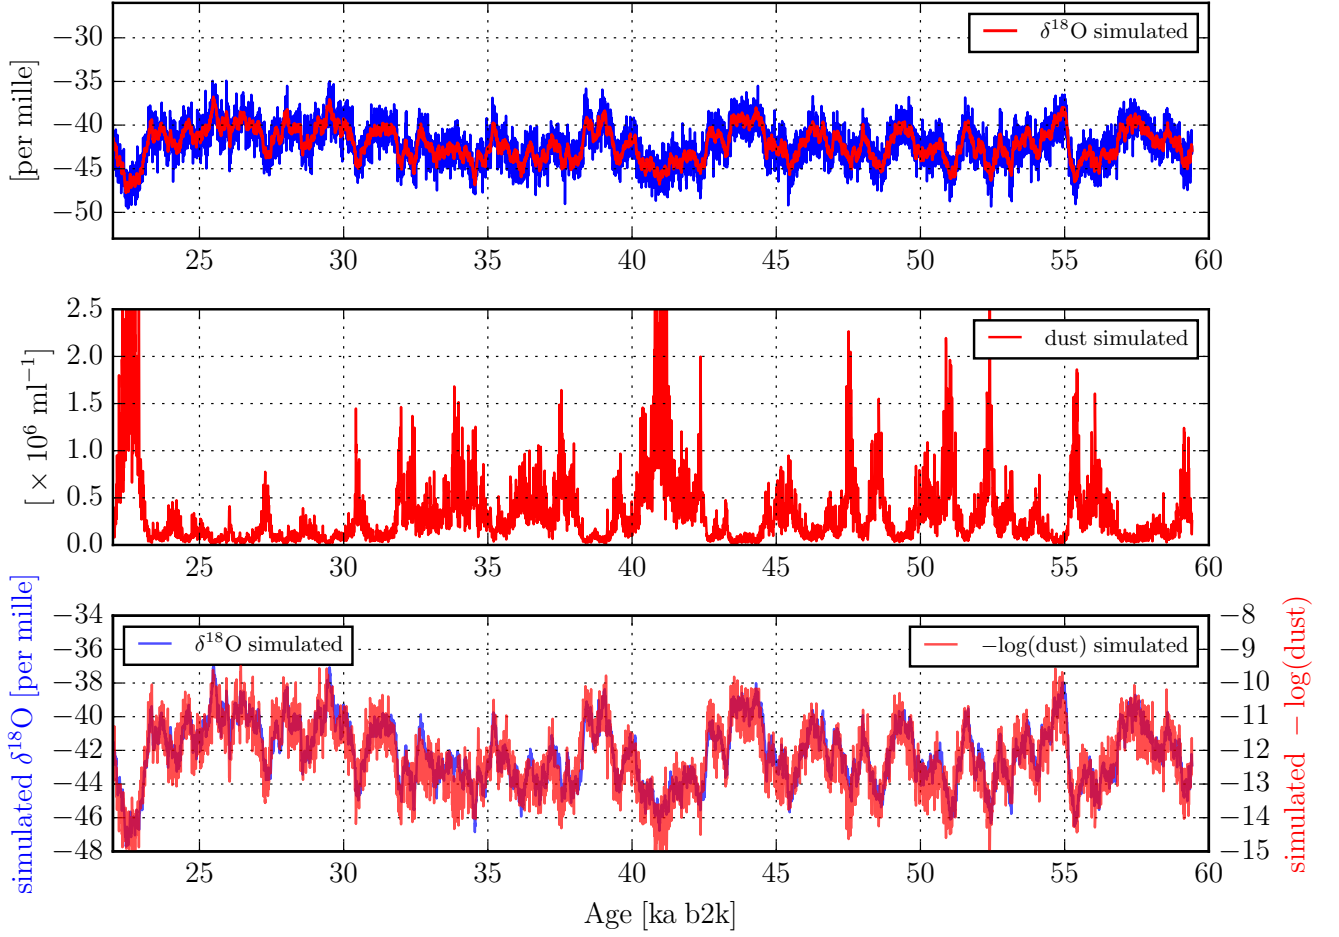 [per mille]
−30
−35
−40
−45
−50
δ¹⁸O simulated
25 30 35 40 45 50 55 60
[× 10⁶ ml⁻¹]
2.5
2.0
1.5
1.0
0.5
0.0
dust simulated
25 30 35 40 45 50 55 60
simulated δ¹⁸O [per mille]
−34
−36
−38
−40
−42
−44
−46
−48
δ¹⁸O simulated
−log(dust) simulated
−8
−9
−10
−11
−12
−13
−14
−15
simulated − log(dust)
25 30 35 40 45 50 55 60
Age [ka b2k]